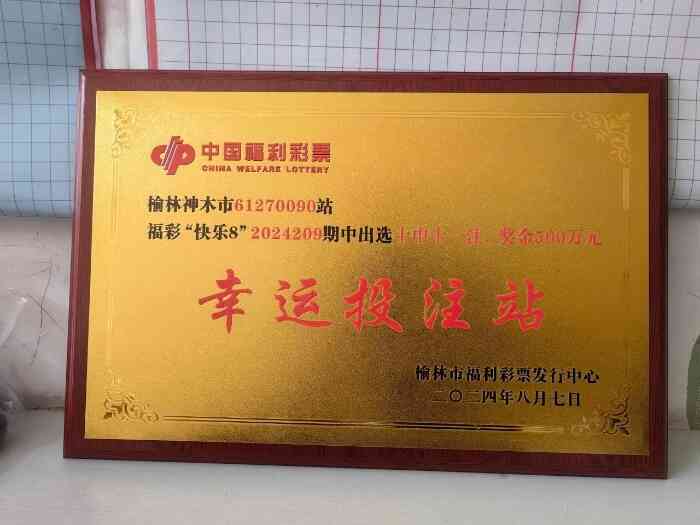 中国福利彩票
CHINA WELFARE LOTTERY
榆林神木市61270090站
福彩“快乐8”2024209期中出选十中十一注 奖金500万元
幸运投注站
榆林市福利彩票发行中心
二〇二四年八月七日